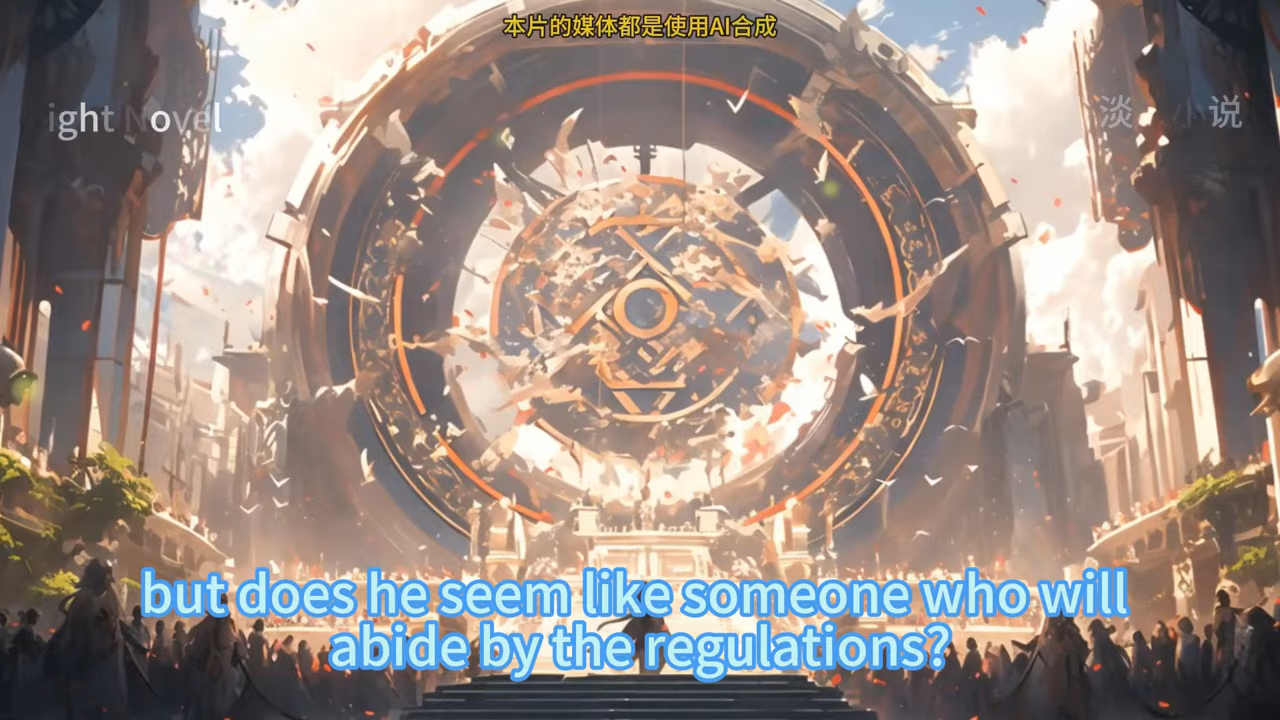 本片的媒体都是使用AI合成
ight Novel
淡 小说
but does he seem like someone who will
abide by the regulations?